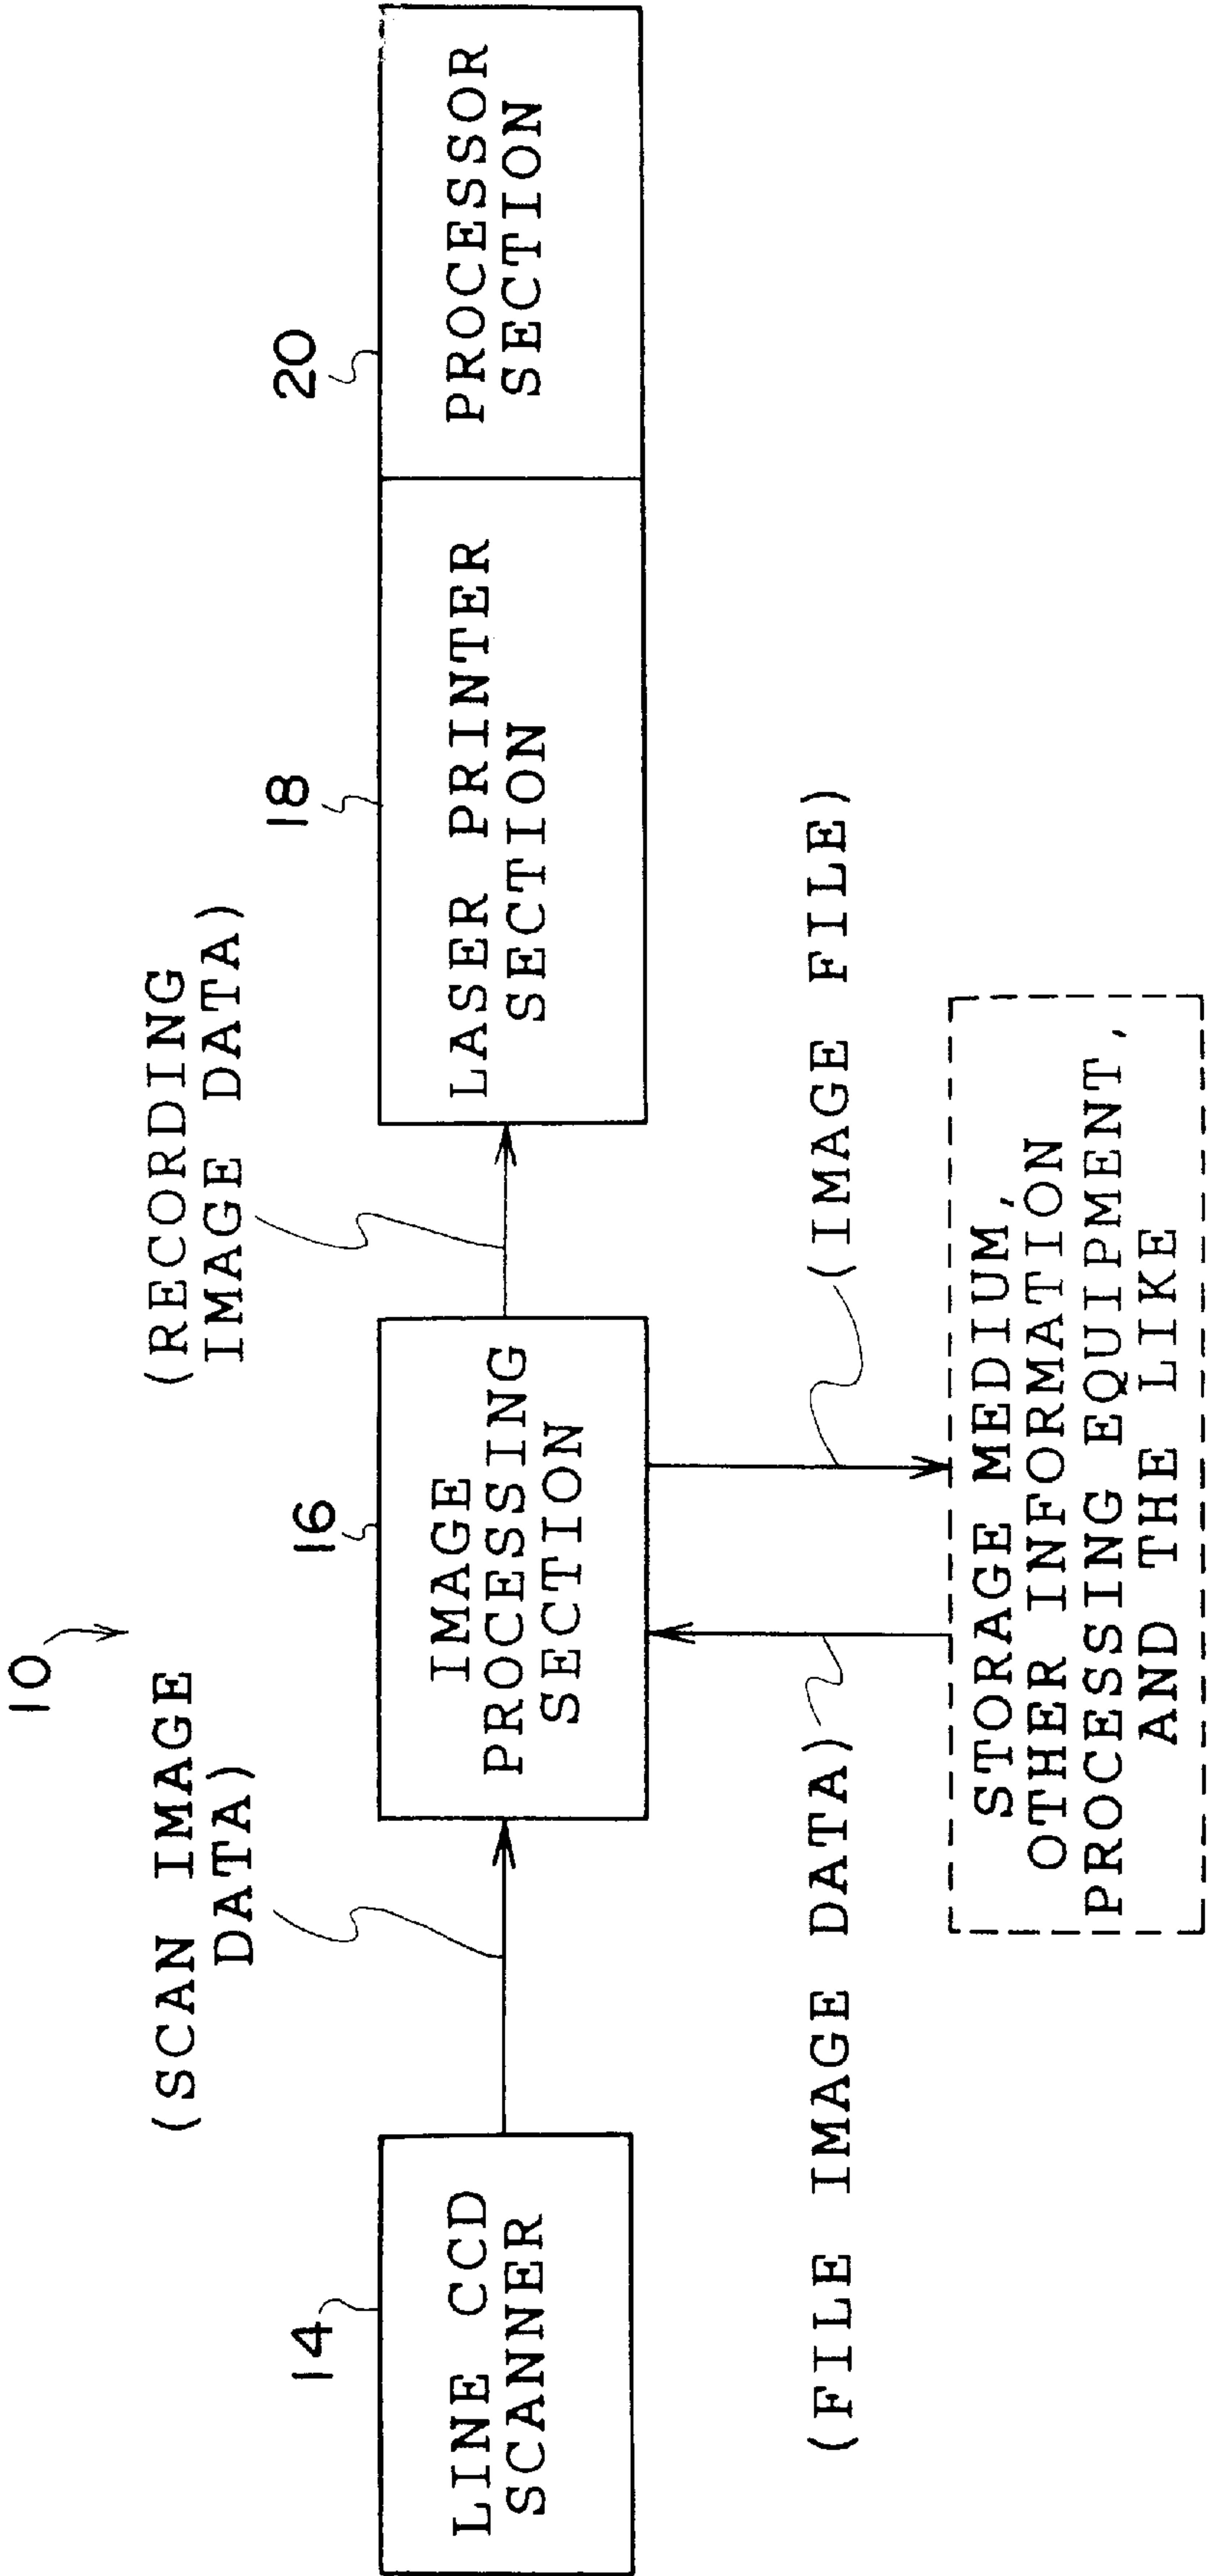 10
(SCAN IMAGE
DATA)
(RECORDING
IMAGE DATA)
14
LINE CCD
SCANNER
16
IMAGE
PROCESSING
SECTION
18
LASER PRINTER
SECTION
20
PROCESSOR
SECTION
(FILE IMAGE DATA)
(IMAGE FILE)
STORAGE MEDIUM,
OTHER INFORMATION
PROCESSING EQUIPMENT,
AND THE LIKE